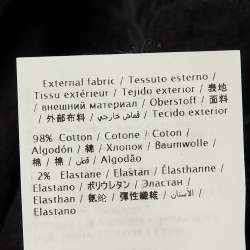 External fabric / Tessuto esterno /
Tissu extérieur / Tejido exterior / 表地
/ внешний материал / Oberstoff / 面料
/ 外部布料 / قماش خارجي / Tecido exterior
98% Cotton / Cotone / Coton /
Algodón / 綿 / Хлопок / Baumwolle /
棉 / 棉 / قطن / Algodão
2% Elastane / Elastan / Élasthanne /
Elastano / ポリウレタン / Эластан /
Elasthan / 氨纶 / 彈性纖維 / الاستان /
Elastano